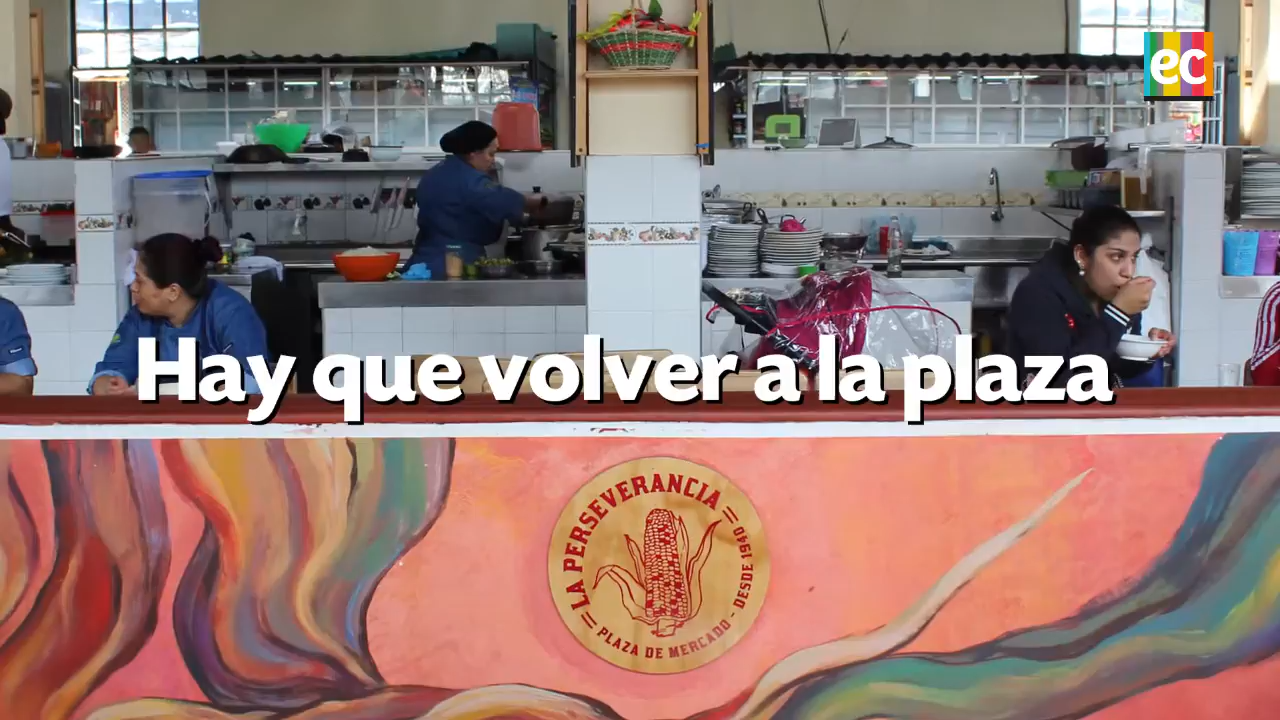 ec
Hay que volver a la plaza
LA PERSEVERANCIA
DESDE 1940
PLAZA DE MERCADO